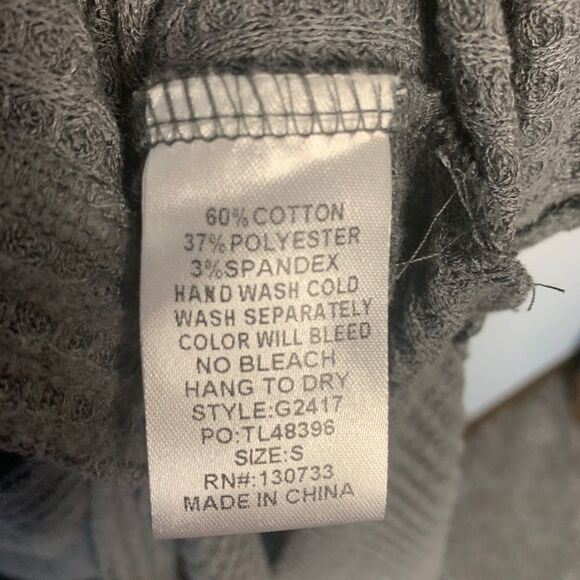 60% COTTON
37% POLYESTER
3% SPANDEX
HAND WASH COLD
WASH SEPARATELY
COLOR WILL BLEED
NO BLEACH
HANG TO DRY
STYLE:G2417
PO:TL48396
SIZE:S
RN#:130733
MADE IN CHINA